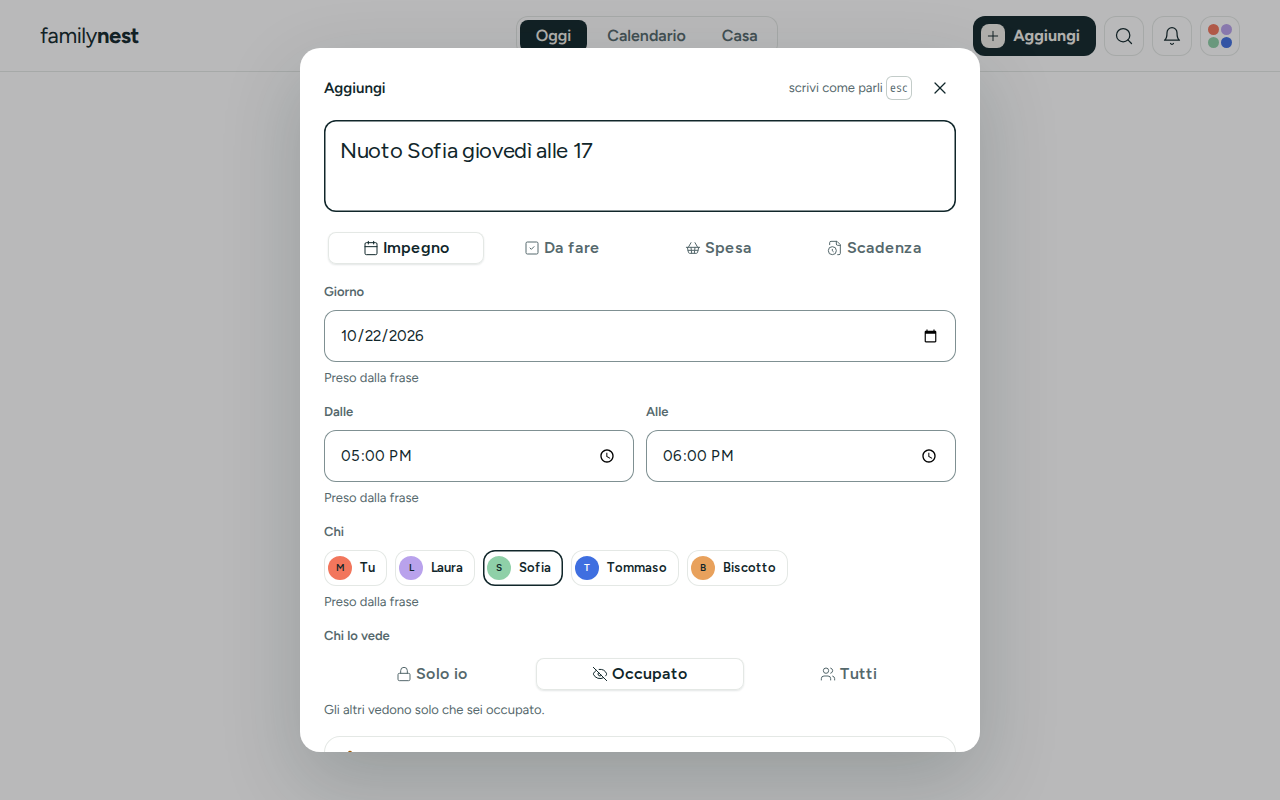 familynest
Oggi Calendario Casa
Aggiungi
Aggiungi
scrivi come parli esc
Nuoto Sofia giovedì alle 17
Impegno Da fare Spesa Scadenza
Giorno
10/22/2026
Preso dalla frase
Dalle Alle
05:00 PM 06:00 PM
Preso dalla frase
Chi
M Tu L Laura S Sofia T Tommaso B Biscotto
Preso dalla frase
Chi lo vede
Solo io Occupato Tutti
Gli altri vedono solo che sei occupato.